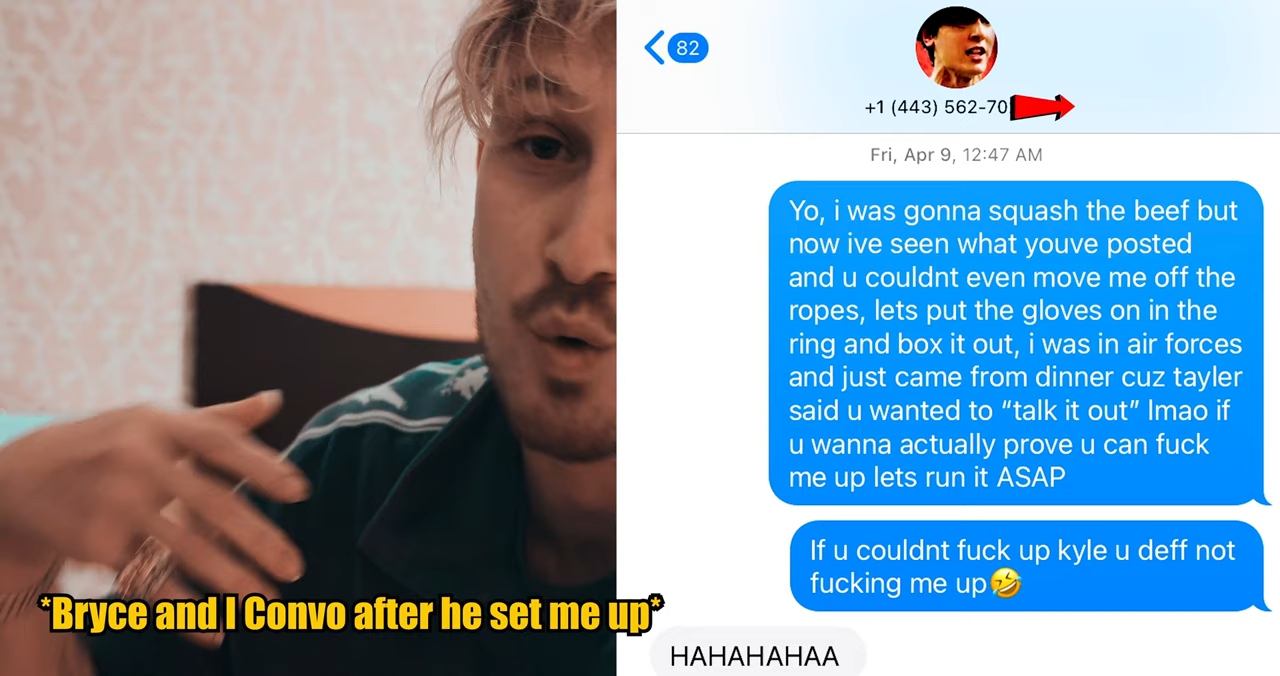 82
+1 (443) 562-70
Fri, Apr 9, 12:47 AM
Yo, i was gonna squash the beef but
now ive seen what youve posted
and u couldnt even move me off the
ropes, lets put the gloves on in the
ring and box it out, i was in air forces
and just came from dinner cuz tayler
said u wanted to “talk it out” lmao if
u wanna actually prove u can fuck
me up lets run it ASAP
If u couldnt fuck up kyle u deff not
fucking me up🤣
HAHAHAHAA
*Bryce and I Convo after he set me up*